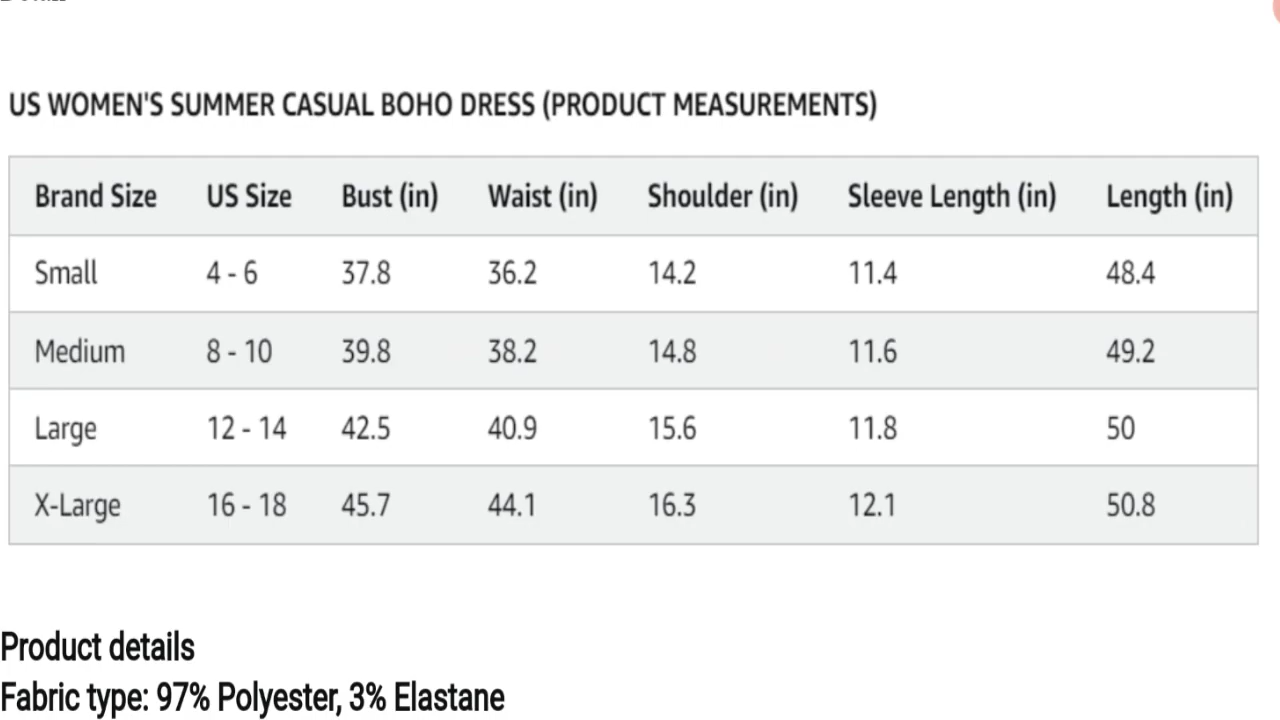 US WOMEN'S SUMMER CASUAL BOHO DRESS (PRODUCT MEASUREMENTS)
Brand Size US Size Bust (in) Waist (in) Shoulder (in) Sleeve Length (in) Length (in)
Small 4 - 6 37.8 36.2 14.2 11.4 48.4
Medium 8 - 10 39.8 38.2 14.8 11.6 49.2
Large 12 - 14 42.5 40.9 15.6 11.8 50
X-Large 16 - 18 45.7 44.1 16.3 12.1 50.8
Product details
Fabric type: 97% Polyester, 3% Elastane